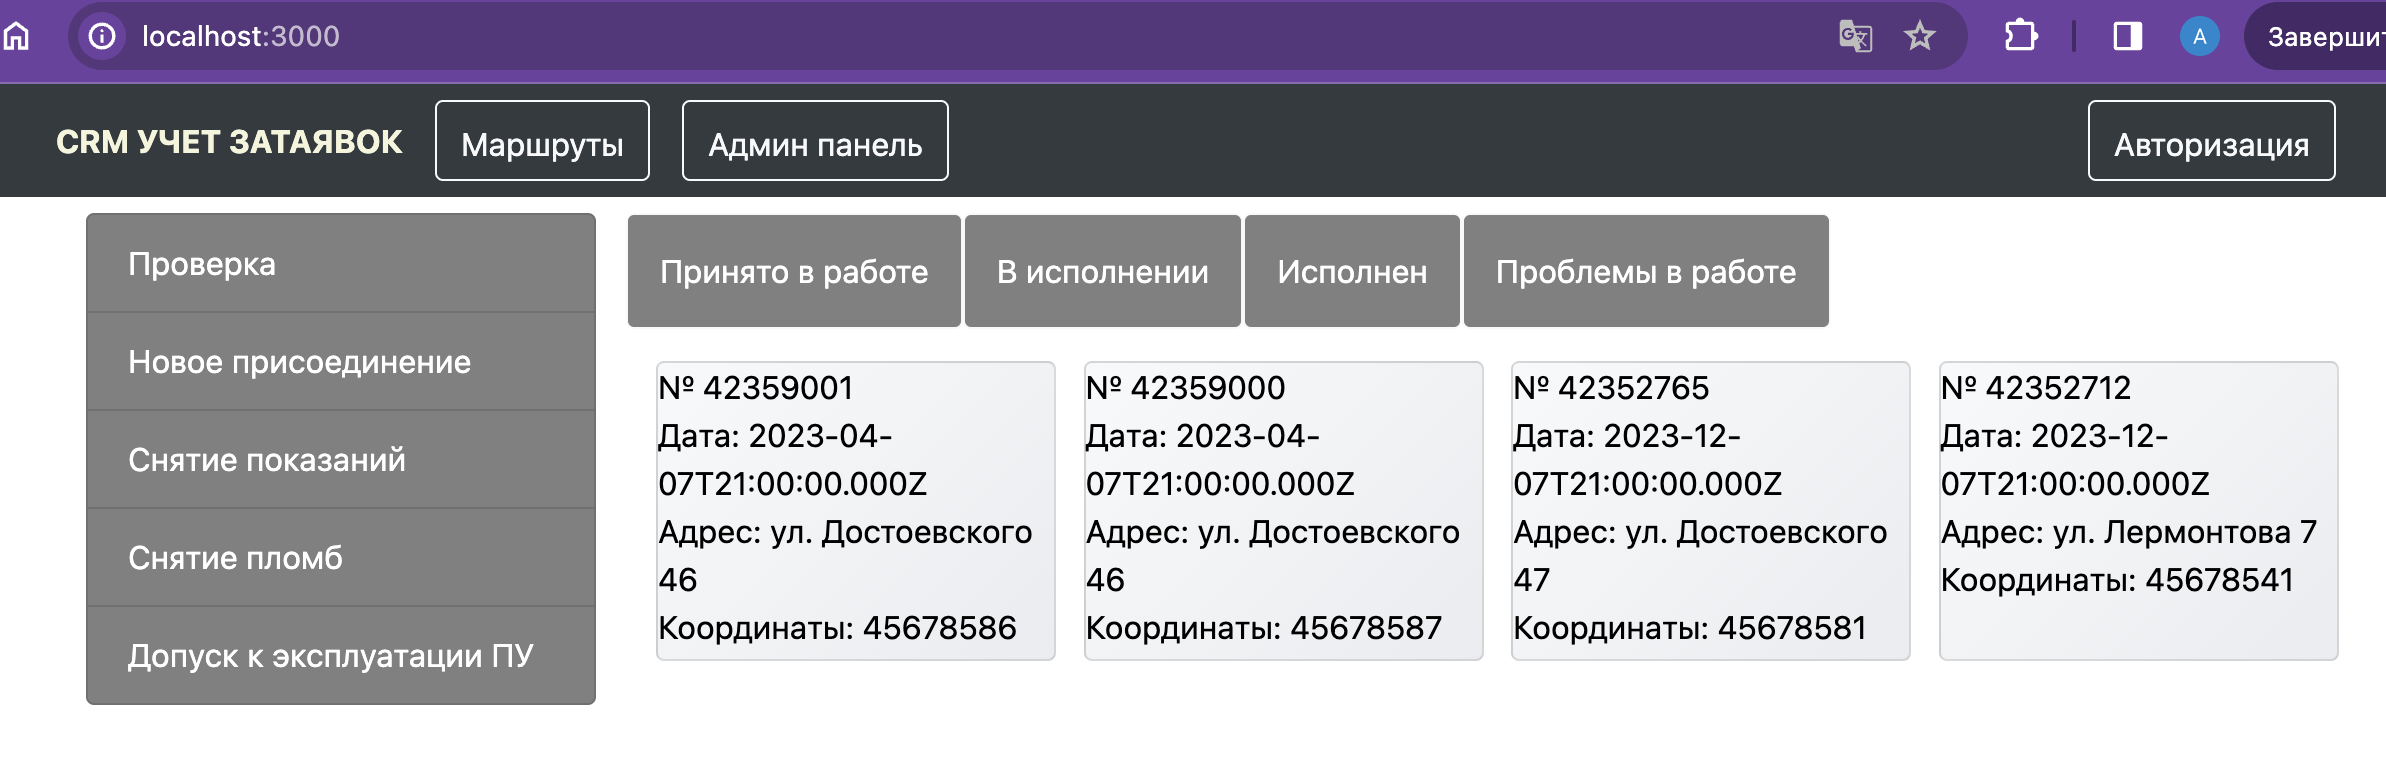 localhost:3000
A
Заверши
CRM УЧЕТ ЗАТАЯВОК
Маршруты
Админ панель
Авторизация
Проверка
Новое присоединение
Снятие показаний
Снятие пломб
Допуск к эксплуатации ПУ
Принято в работе
В исполнении
Исполнен
Проблемы в работе
№ 42359001
Дата: 2023-04-
07T21:00:00.000Z
Адрес: ул. Достоевского
46
Координаты: 45678586
№ 42359000
Дата: 2023-04-
07T21:00:00.000Z
Адрес: ул. Достоевского
46
Координаты: 45678587
№ 42352765
Дата: 2023-12-
07T21:00:00.000Z
Адрес: ул. Достоевского
47
Координаты: 45678581
№ 42352712
Дата: 2023-12-
07T21:00:00.000Z
Адрес: ул. Лермонтова 7
Координаты: 45678541